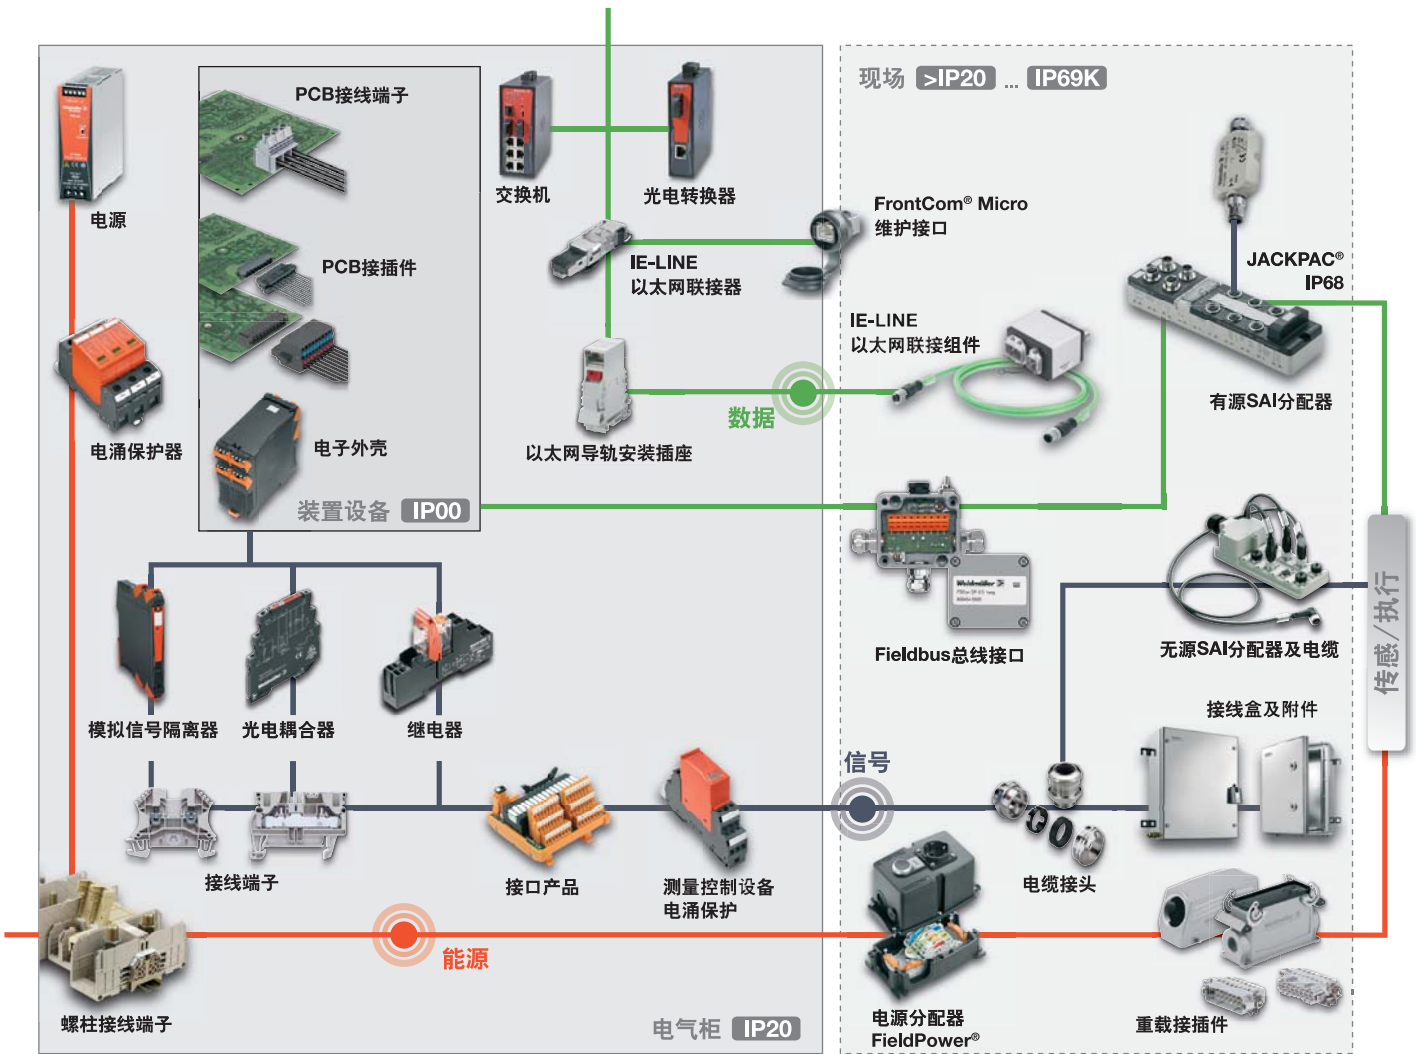 现场 >IP20 ... IP69K
PCB接线端子
电源
交换机
光电转换器
FrontCom® Micro
维护接口
PCB接插件
IE-LINE
以太网联接器
JACKPAC®
IP68
IE-LINE
以太网联接组件
有源SAI分配器
数据
电涌保护器
电子外壳
以太网导轨安装插座
装置设备 IP00
Weidmüller
Fieldbus总线接口
无源SAI分配器及电缆
传感/执行
模拟信号隔离器
光电耦合器
继电器
接线盒及附件
信号
接线端子
接口产品
测量控制设备
电涌保护
电缆接头
能源
螺柱接线端子
电气柜 IP20
电源分配器
FieldPower®
重载接插件